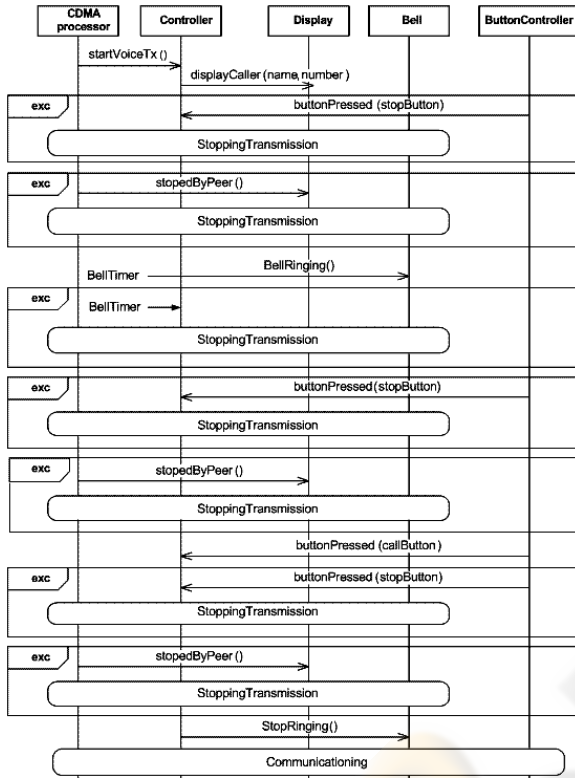 CDMA processor
Controller
Display
Bell
ButtonController
startVoiceTx ()
displayCaller (name, number )
exc
buttonPressed (stopButton)
StoppingTransmission
exc
stopedByPeer ()
StoppingTransmission
BellTimer
BellRinging()
exc
BellTimer
StoppingTransmission
exc
buttonPressed (stopButton)
StoppingTransmission
exc
stopedByPeer ()
StoppingTransmission
buttonPressed (callButton )
exc
buttonPressed (stopButton)
StoppingTransmission
exc
stopedByPeer ()
StoppingTransmission
StopRinging()
Communicationing